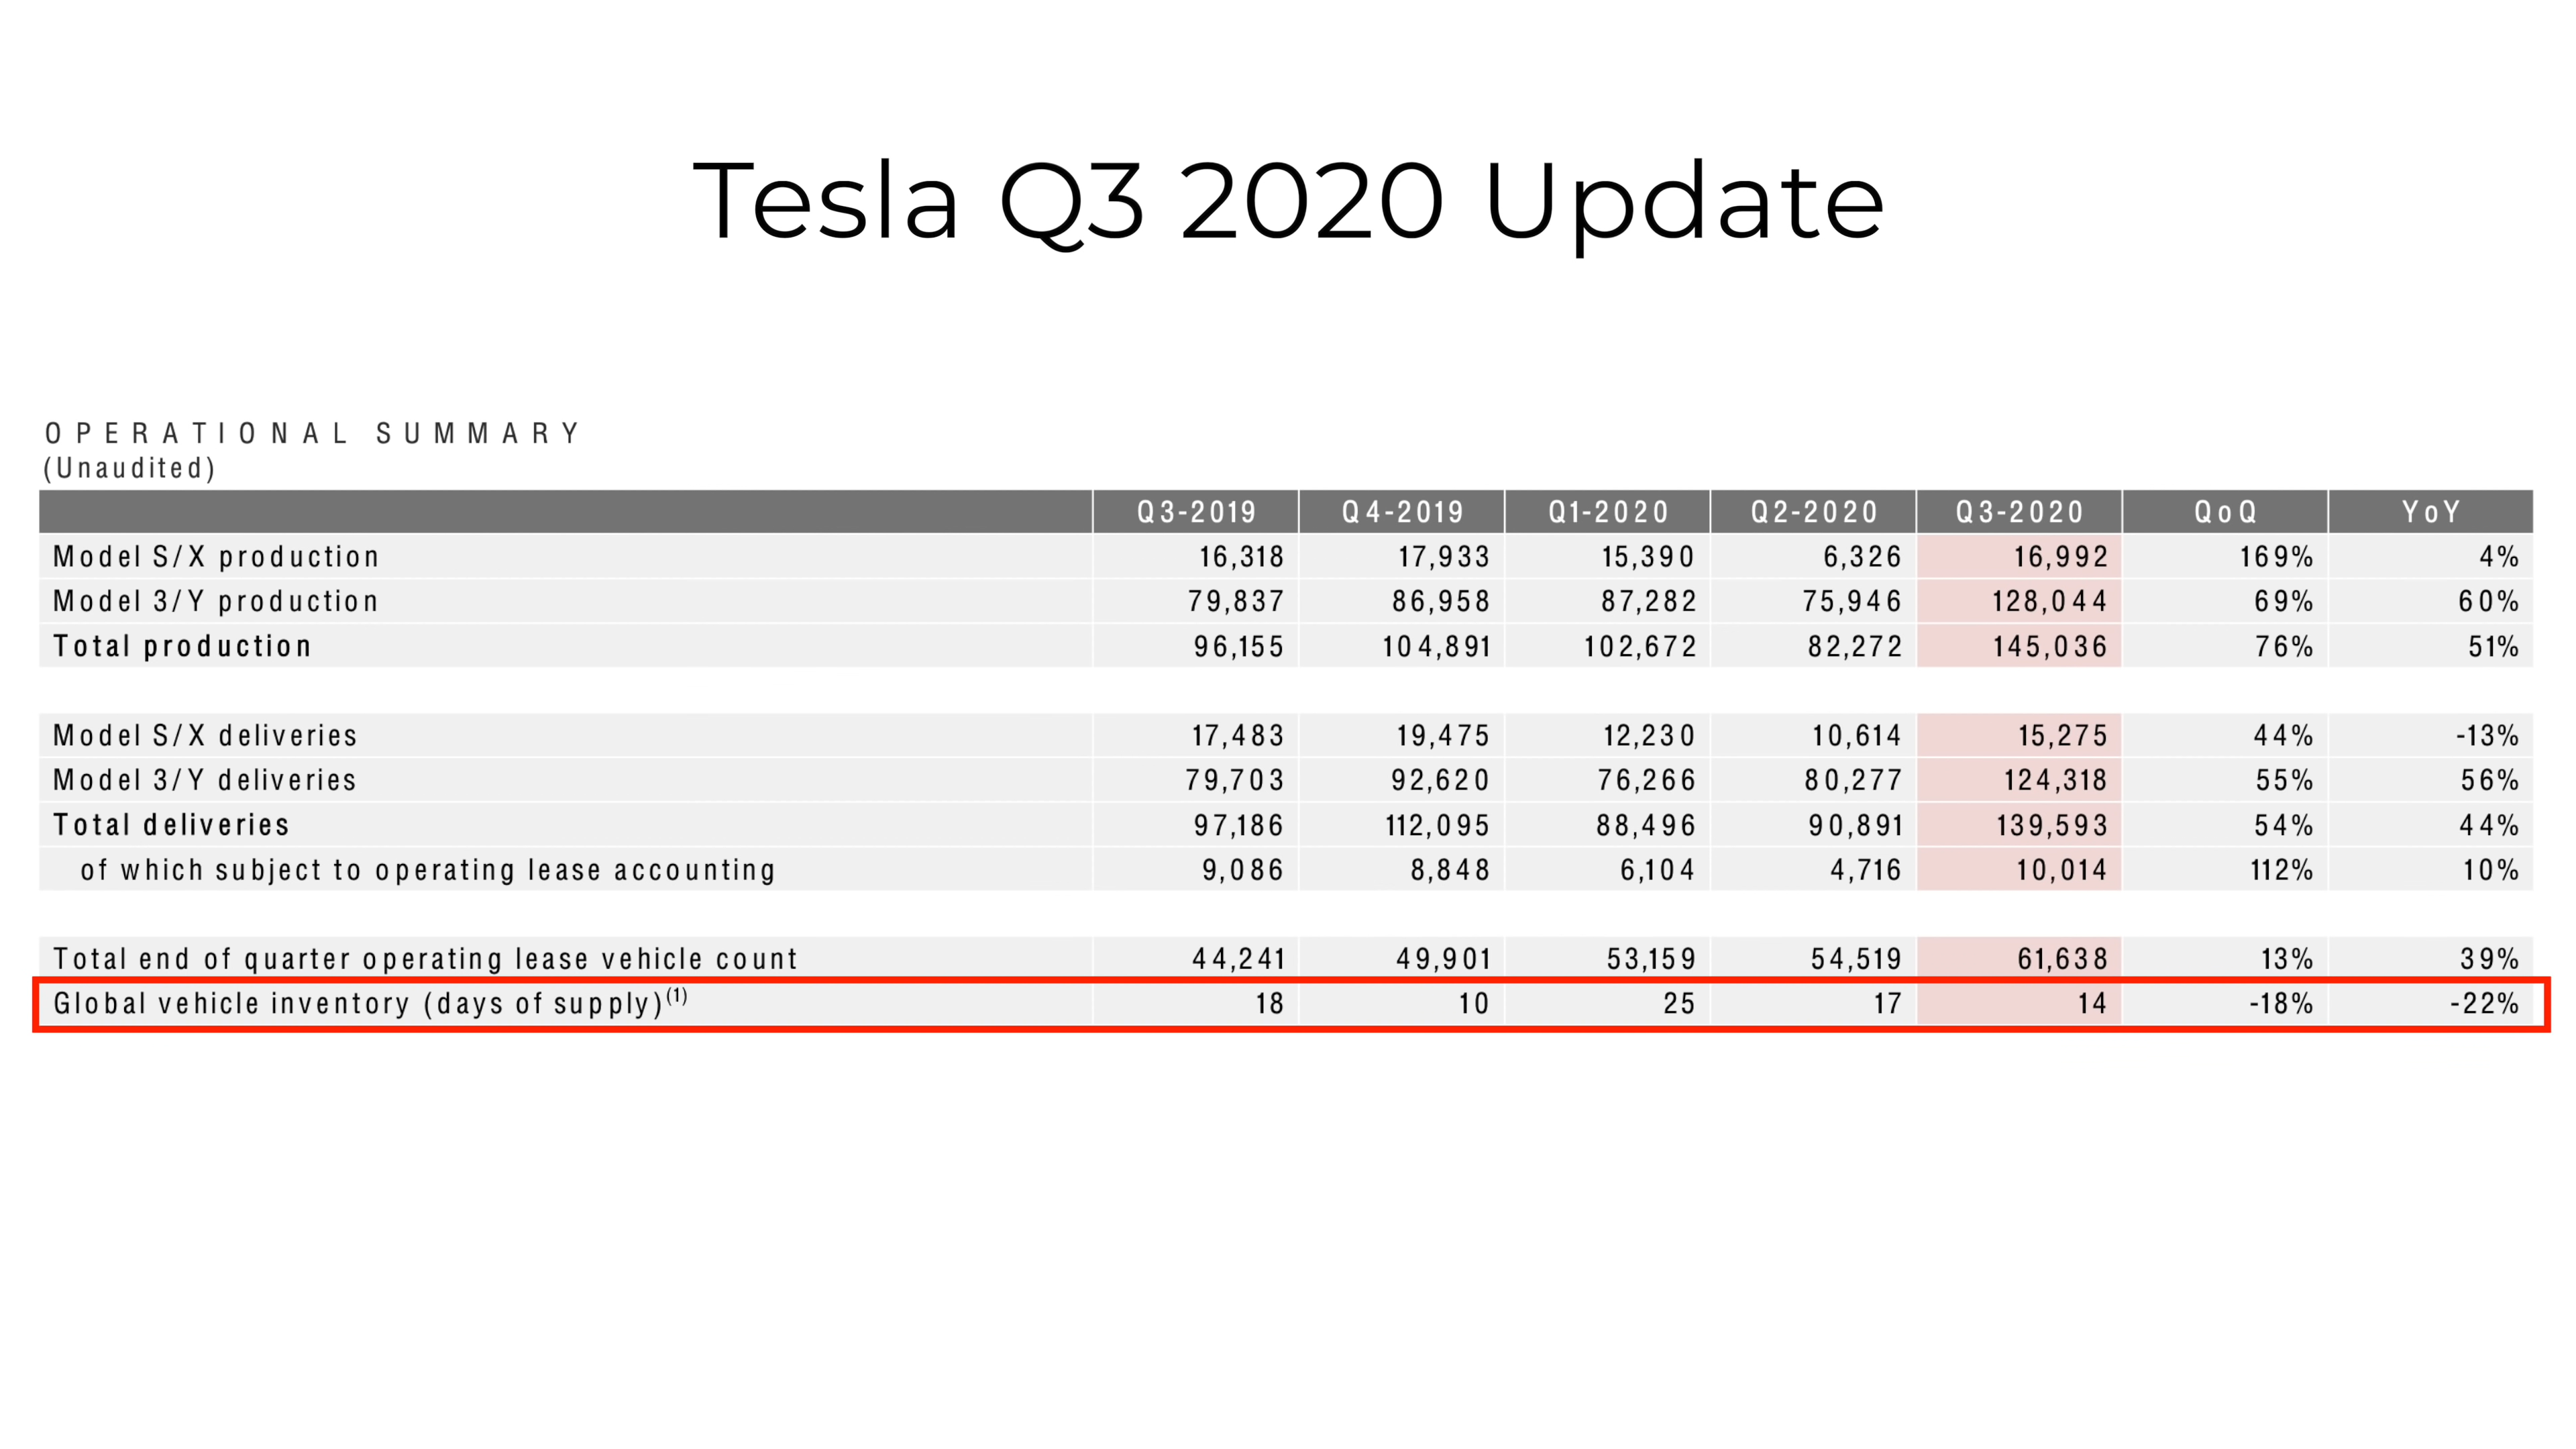 Tesla Q3 2020 Update
OPERATIONAL SUMMARY
(Unaudited)
Q3-2019 Q4-2019 Q1-2020 Q2-2020 Q3-2020 QoQ YoY
Model S/X production 16,318 17,933 15,390 6,326 16,992 169% 4%
Model 3/Y production 79,837 86,958 87,282 75,946 128,044 69% 60%
Total production 96,155 104,891 102,672 82,272 145,036 76% 51%
Model S/X deliveries 17,483 19,475 12,230 10,614 15,275 44% -13%
Model 3/Y deliveries 79,703 92,620 76,266 80,277 124,318 55% 56%
Total deliveries 97,186 112,095 88,496 90,891 139,593 54% 44%
of which subject to operating lease accounting 9,086 8,848 6,104 4,716 10,014 112% 10%
Total end of quarter operating lease vehicle count 44,241 49,901 53,159 54,519 61,638 13% 39%
Global vehicle inventory (days of supply)(1) 18 10 25 17 14 -18% -22%